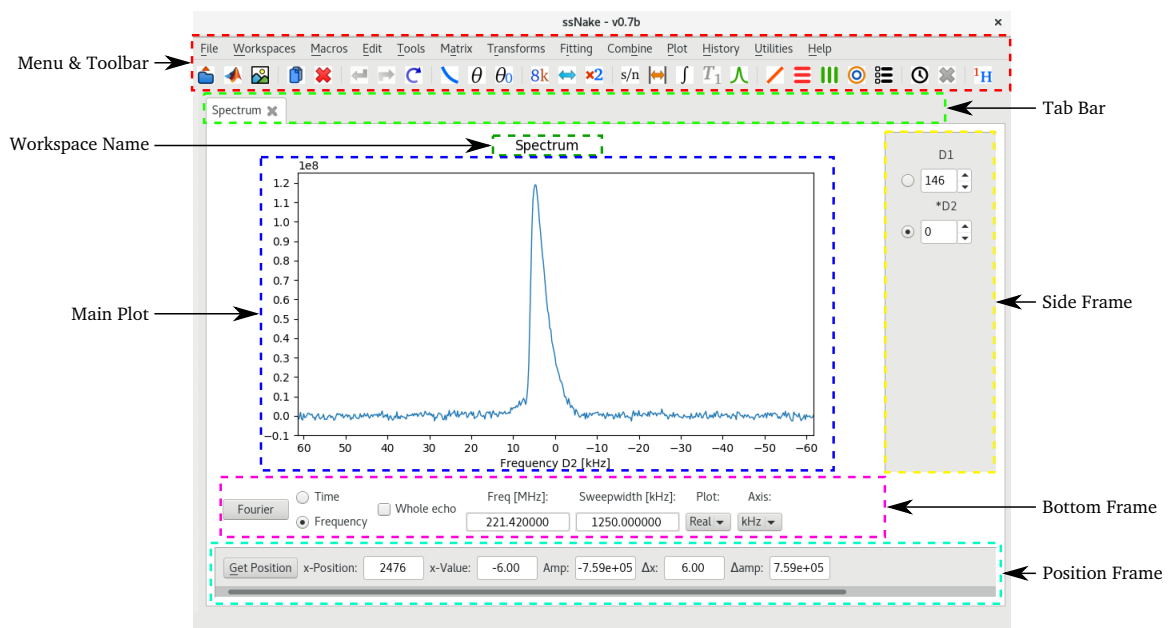 ssNake - v0.7b ×
File Workspaces Macros Edit Tools Matrix Transforms Fitting Combine Plot History Utilities Help
Menu & Toolbar
θ θ0 8k ×2 s/n ∫ T1 1H
Spectrum
Tab Bar
Workspace Name
Spectrum
1e8
1.2
1.1
1.0
0.9
0.8
0.7
0.6
0.5
0.4
0.3
0.2
0.1
0.0
−0.1
60 50 40 30 20 10 0 −10 −20 −30 −40 −50 −60
Frequency D2 [kHz]
Main Plot
D1
146
*D2
0
Side Frame
Fourier
Time
Frequency
Whole echo
Freq [MHz]: Sweepwidth [kHz]: Plot: Axis:
221.420000 1250.000000 Real kHz
Bottom Frame
Get Position x-Position: 2476 x-Value: -6.00 Amp: -7.59e+05 Δx: 6.00 Δamp: 7.59e+05
Position Frame